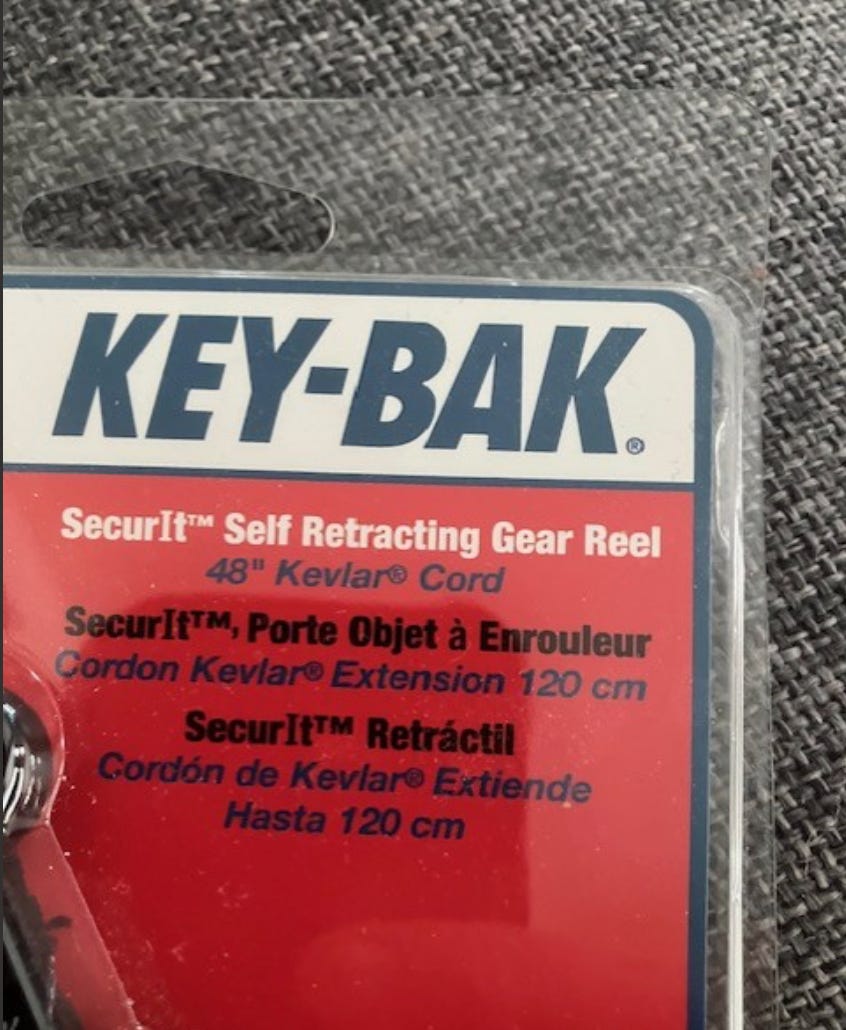 KEY-BAK®
SecurIt™ Self Retracting Gear Reel
48" Kevlar® Cord
SecurIt™, Porte Objet à Enrouleur
Cordon Kevlar® Extension 120 cm
SecurIt™ Retráctil
Cordón de Kevlar® Extiende
Hasta 120 cm